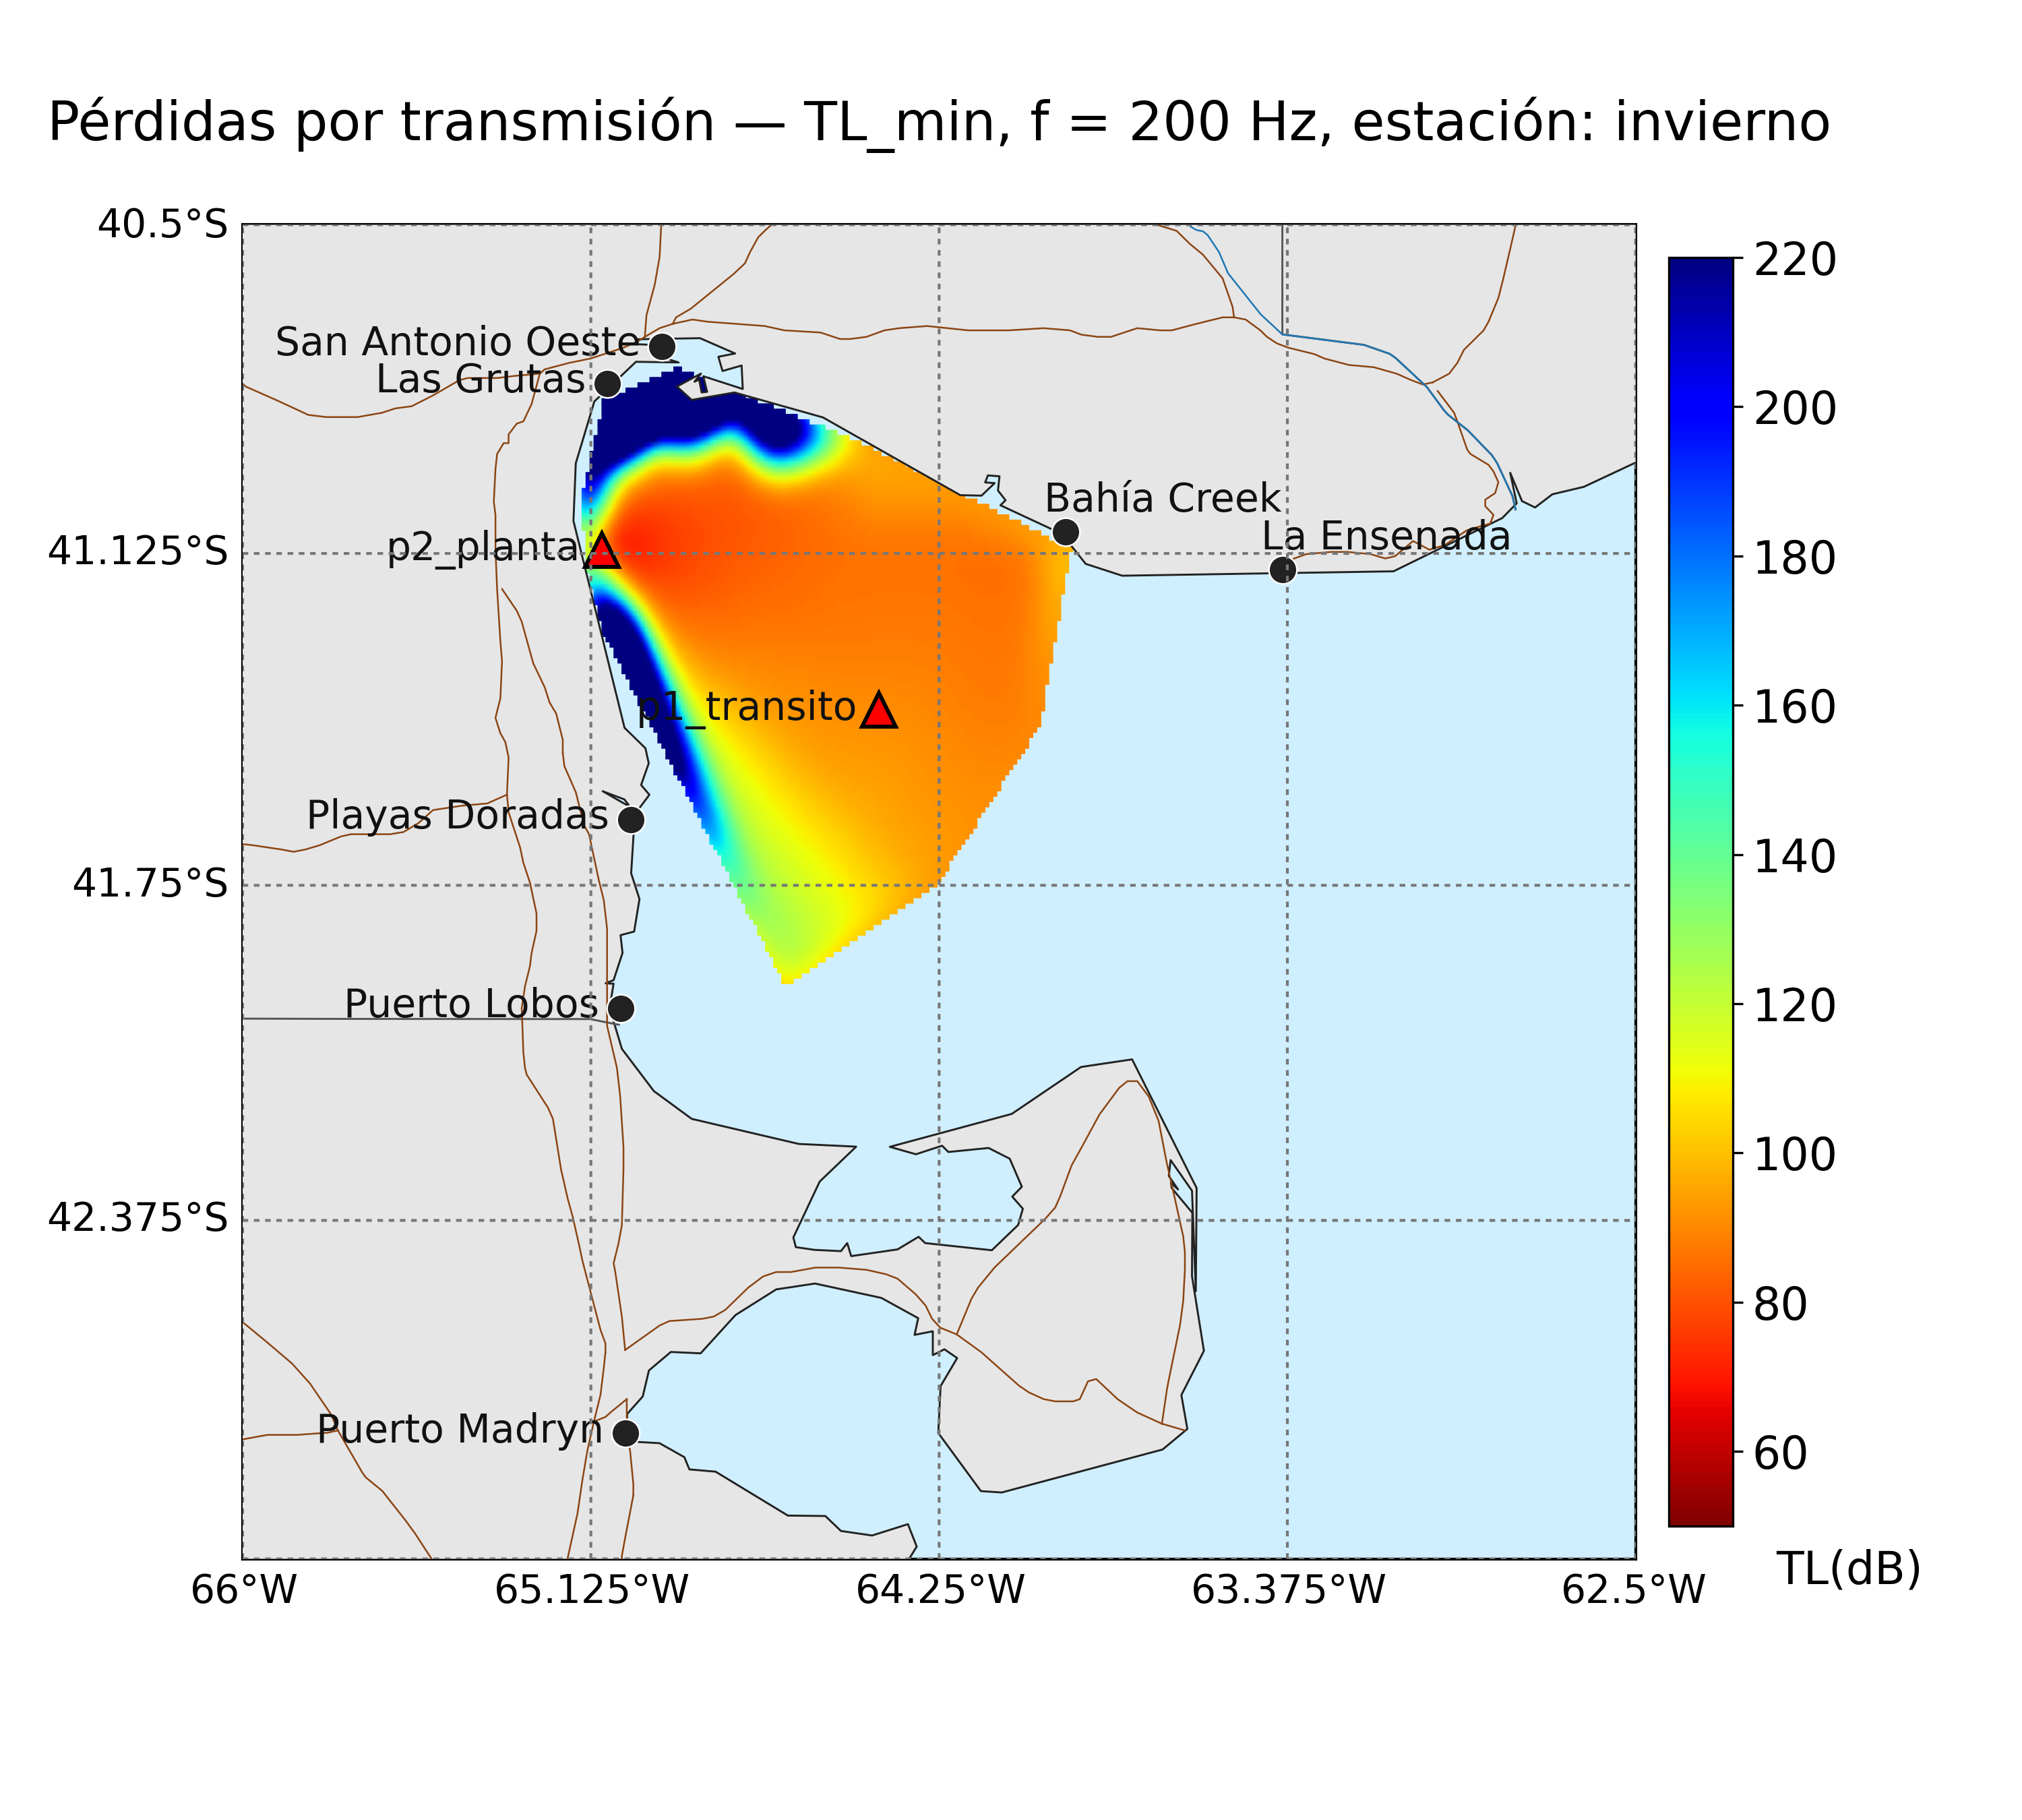 Pérdidas por transmisión — TL_min, f = 200 Hz, estación: invierno
40.5°S
220
San Antonio Oeste
Las Grutas
200
Bahía Creek
La Ensenada
p2_planta
41.125°S
180
p1_transito
160
Playas Doradas
140
41.75°S
Puerto Lobos
120
100
42.375°S
80
Puerto Madryn
60
TL(dB)
66°W
65.125°W
64.25°W
63.375°W
62.5°W